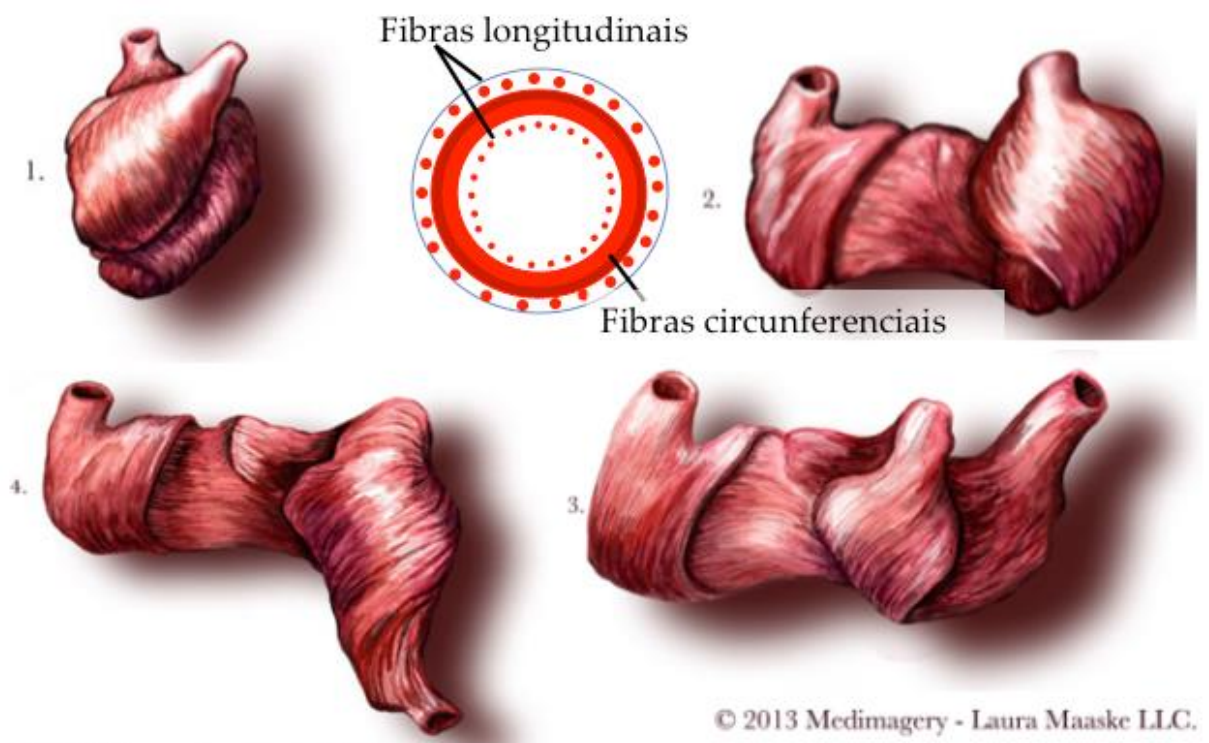 Fibras longitudinais
1.
2.
Fibras circunferenciais
4.
3.
© 2013 Medimagery - Laura Maaske LLC.